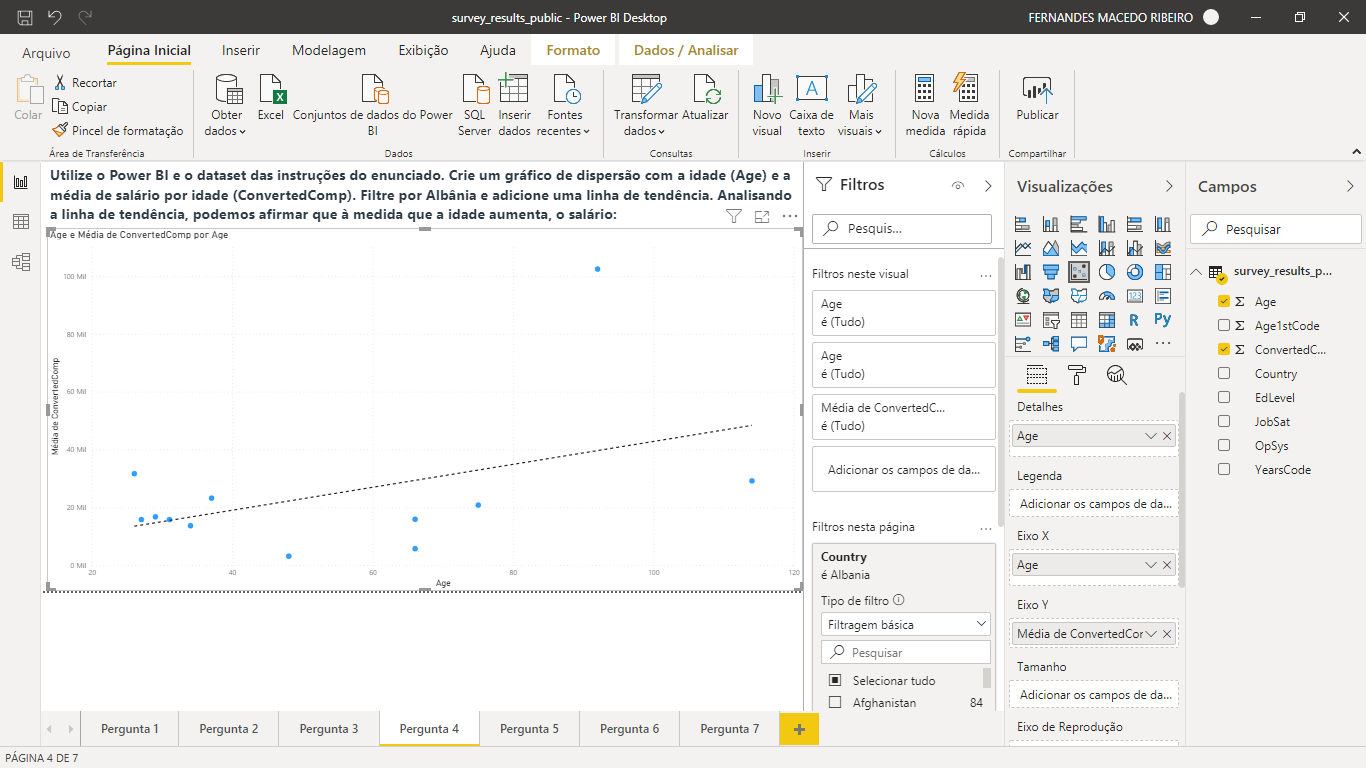 survey_results_public - Power BI Desktop
FERNANDES MACEDO RIBEIRO
Arquivo
Página Inicial
Inserir
Modelagem
Exibição
Ajuda
Formato
Dados / Analisar
Colar
Recortar
Copiar
Pincel de formatação
Área de Transferência
Obter
dados
Excel
Conjuntos de dados do Power
BI
SQL
Server
Inserir
dados
Fontes
recentes
Dados
Transformar
dados
Atualizar
Consultas
Novo
visual
Caixa de
texto
Mais
visuais
Inserir
Nova
medida
Medida
rápida
Cálculos
Publicar
Compartilhar
Utilize o Power BI e o dataset das instruções do enunciado. Crie um gráfico de dispersão com a idade (Age) e a
média de salário por idade (ConvertedComp). Filtre por Albânia e adicione uma linha de tendência. Analisando
a linha de tendência, podemos afirmar que à medida que a idade aumenta, o salário:
Age e Média de ConvertedComp por Age
Média de ConvertedComp
100 Mil
80 Mil
60 Mil
40 Mil
20 Mil
0 Mil
20
40
60
80
100
120
Age
Filtros
Pesquis...
Filtros neste visual
Age
é (Tudo)
Age
é (Tudo)
Média de ConvertedC...
é (Tudo)
Adicionar os campos de da...
Filtros nesta página
Country
é Albania
Tipo de filtro
Filtragem básica
Pesquisar
Selecionar tudo
Afghanistan 84
Visualizações
R
Py
123
Detalhes
Age
Legenda
Adicionar os campos de da...
Eixo X
Age
Eixo Y
Média de ConvertedCor
Tamanho
Adicionar os campos de da...
Eixo de Reprodução
Campos
Pesquisar
survey_results_p...
Σ Age
Σ Age1stCode
Σ ConvertedC...
Country
EdLevel
JobSat
OpSys
YearsCode
Pergunta 1
Pergunta 2
Pergunta 3
Pergunta 4
Pergunta 5
Pergunta 6
Pergunta 7
PÁGINA 4 DE 7